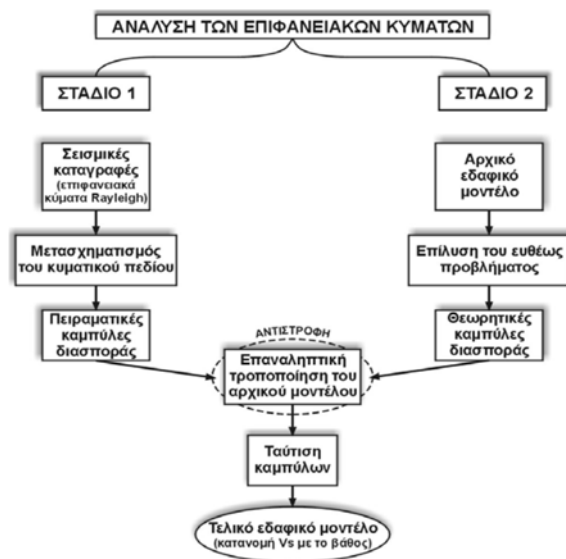 ΑΝΑΛΥΣΗ ΤΩΝ ΕΠΙΦΑΝΕΙΑΚΩΝ ΚΥΜΑΤΩΝ
ΣΤΑΔΙΟ 1
ΣΤΑΔΙΟ 2
Σεισμικές
καταγραφές
(επιφανειακά
κύματα Rayleigh)
Αρχικό
εδαφικό
μοντέλο
Μετασχηματισμός
του κυματικού πεδίου
Επίλυση του ευθέως
προβλήματος
Πειραματικές
καμπύλες
διασποράς
Θεωρητικές
καμπύλες
διασποράς
ΑΝΤΙΣΤΡΟΦΗ
Επαναληπτική
τροποποίηση του
αρχικού μοντέλου
Ταύτιση
καμπύλων
Τελικό εδαφικό μοντέλο
(κατανομή Vs με το βάθος)